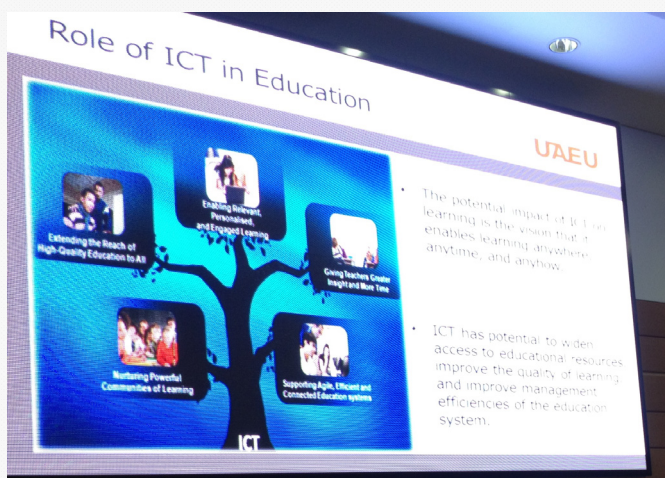 Role of ICT in Education
UAEU
Enabling Relevant,
Personalised,
and Engaged Learning
Extending the Reach of
High-Quality Education to All
Giving Teachers Greater
Insight and More Time
Nurturing Powerful
Communities of Learning
Supporting Agile, Efficient and
Connected Education systems
ICT
• The potential impact of ICT on
learning is the vision that it
enables learning anywhere
anytime, and anyhow.
• ICT has potential to widen
access to educational resources
improve the quality of learning
and improve management
efficiencies of the education
system.